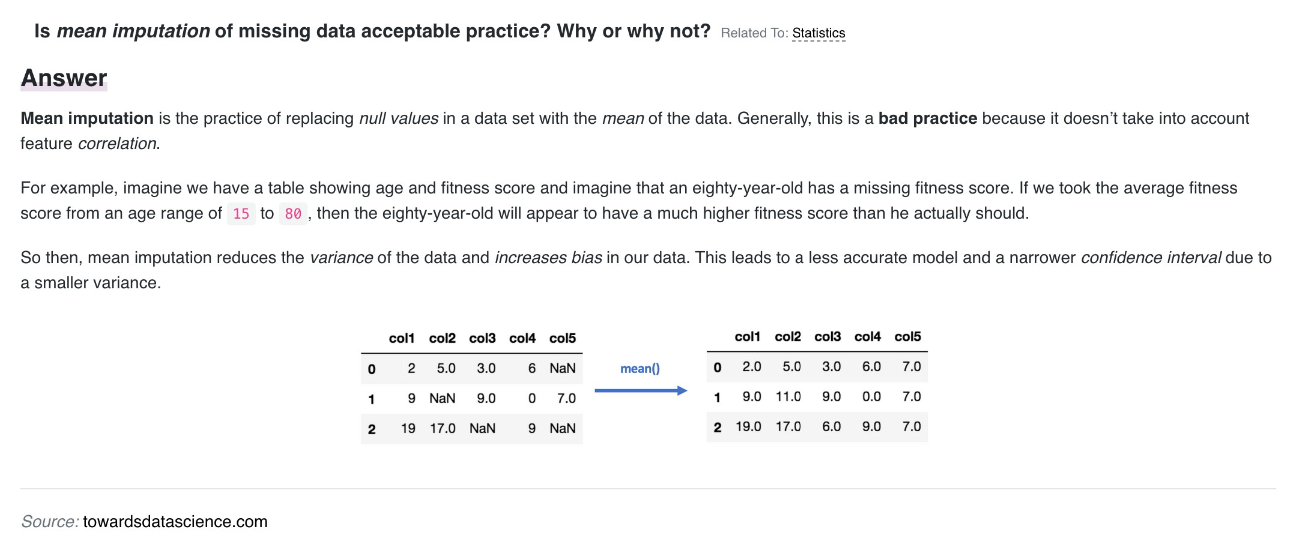 Is mean imputation of missing data acceptable practice? Why or why not? Related To: Statistics
Answer
Mean imputation is the practice of replacing null values in a data set with the mean of the data. Generally, this is a bad practice because it doesn’t take into account
feature correlation.
For example, imagine we have a table showing age and fitness score and imagine that an eighty-year-old has a missing fitness score. If we took the average fitness
score from an age range of 15 to 80, then the eighty-year-old will appear to have a much higher fitness score than he actually should.
So then, mean imputation reduces the variance of the data and increases bias in our data. This leads to a less accurate model and a narrower confidence interval due to
a smaller variance.
col1 col2 col3 col4 col5
0 2 5.0 3.0 6 NaN
1 9 NaN 9.0 0 7.0
2 19 17.0 NaN 9 NaN
mean()
col1 col2 col3 col4 col5
0 2.0 5.0 3.0 6.0 7.0
1 9.0 11.0 9.0 0.0 7.0
2 19.0 17.0 6.0 9.0 7.0
Source: towardsdatascience.com